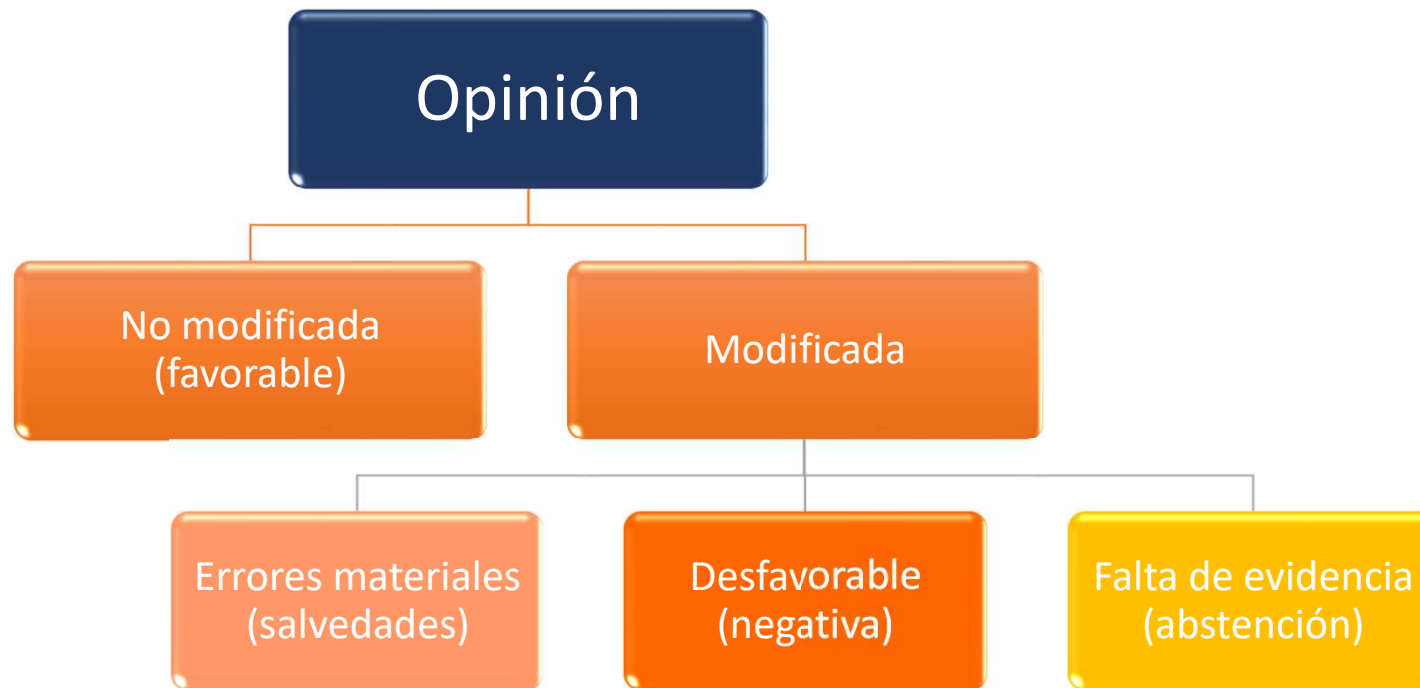 Opinión
No modificada
(favorable)
Modificada
Errores materiales
(salvedades)
Desfavorable
(negativa)
Falta de evidencia
(abstención)